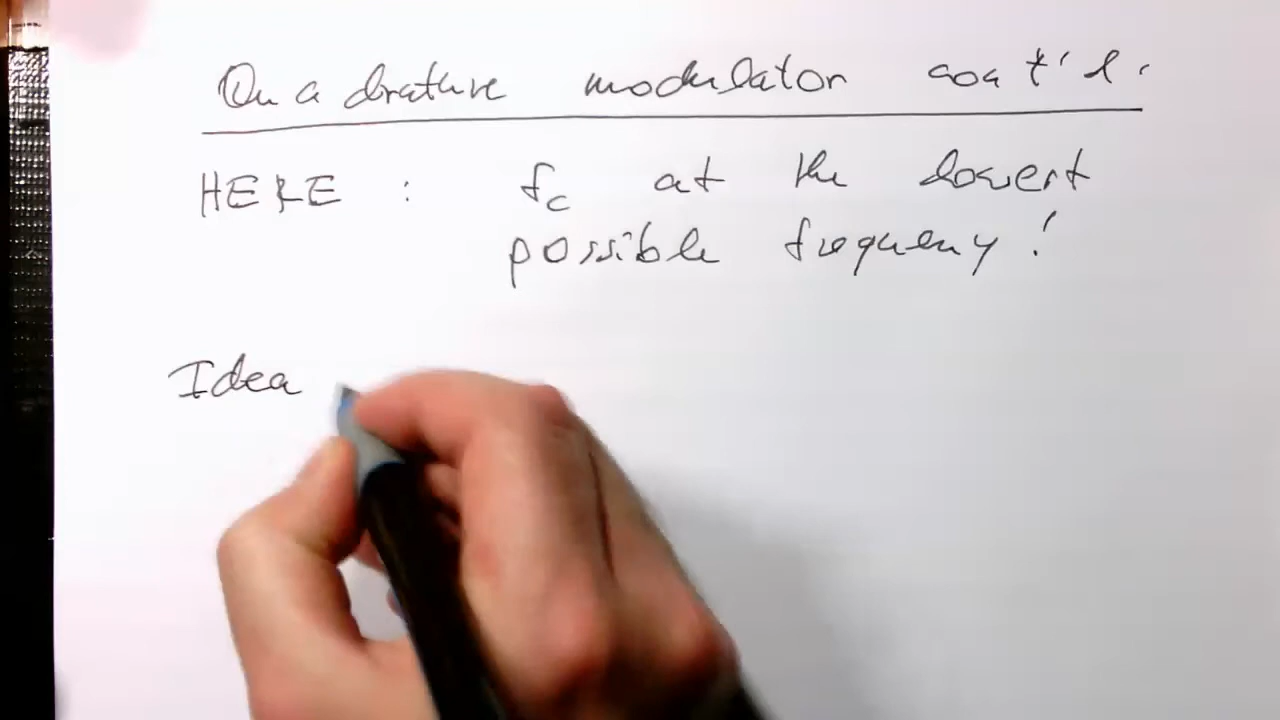 Quadrature modulator cont'd.
HERE : fc at the lowest
possible frequency!
Idea